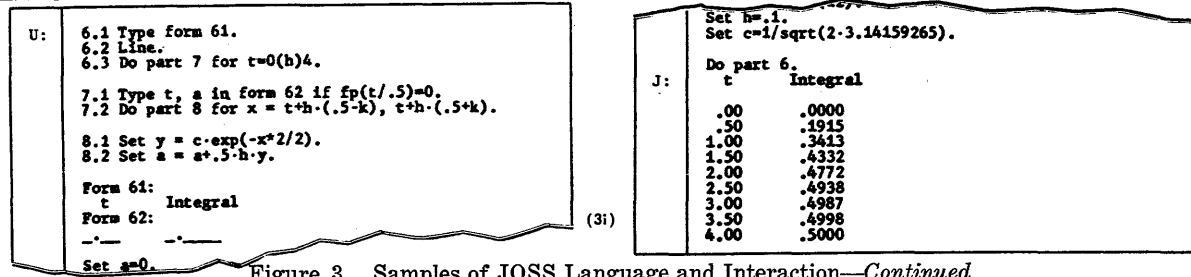 U:
6.1 Type form 61.
6.2 Line.
6.3 Do part 7 for t=0(h)4.
7.1 Type t, a in form 62 if fp(t/.5)=0.
7.2 Do part 8 for x = t+h·(.5-k), t+h·(.5+k).
8.1 Set y = c·exp(-x*2/2).
8.2 Set a = a+.5·h·y.
Form 61:
t Integral
Form 62:
_.__ _.____
Set a=0.
(3i)
Set h=.1.
Set c=1/sqrt(2·3.14159265).
Do part 6.
J:
t Integral
.00 .0000
.50 .1915
1.00 .3413
1.50 .4332
2.00 .4772
2.50 .4938
3.00 .4987
3.50 .4998
4.00 .5000
Figure 3. Samples of JOSS Language and Interaction—Continued